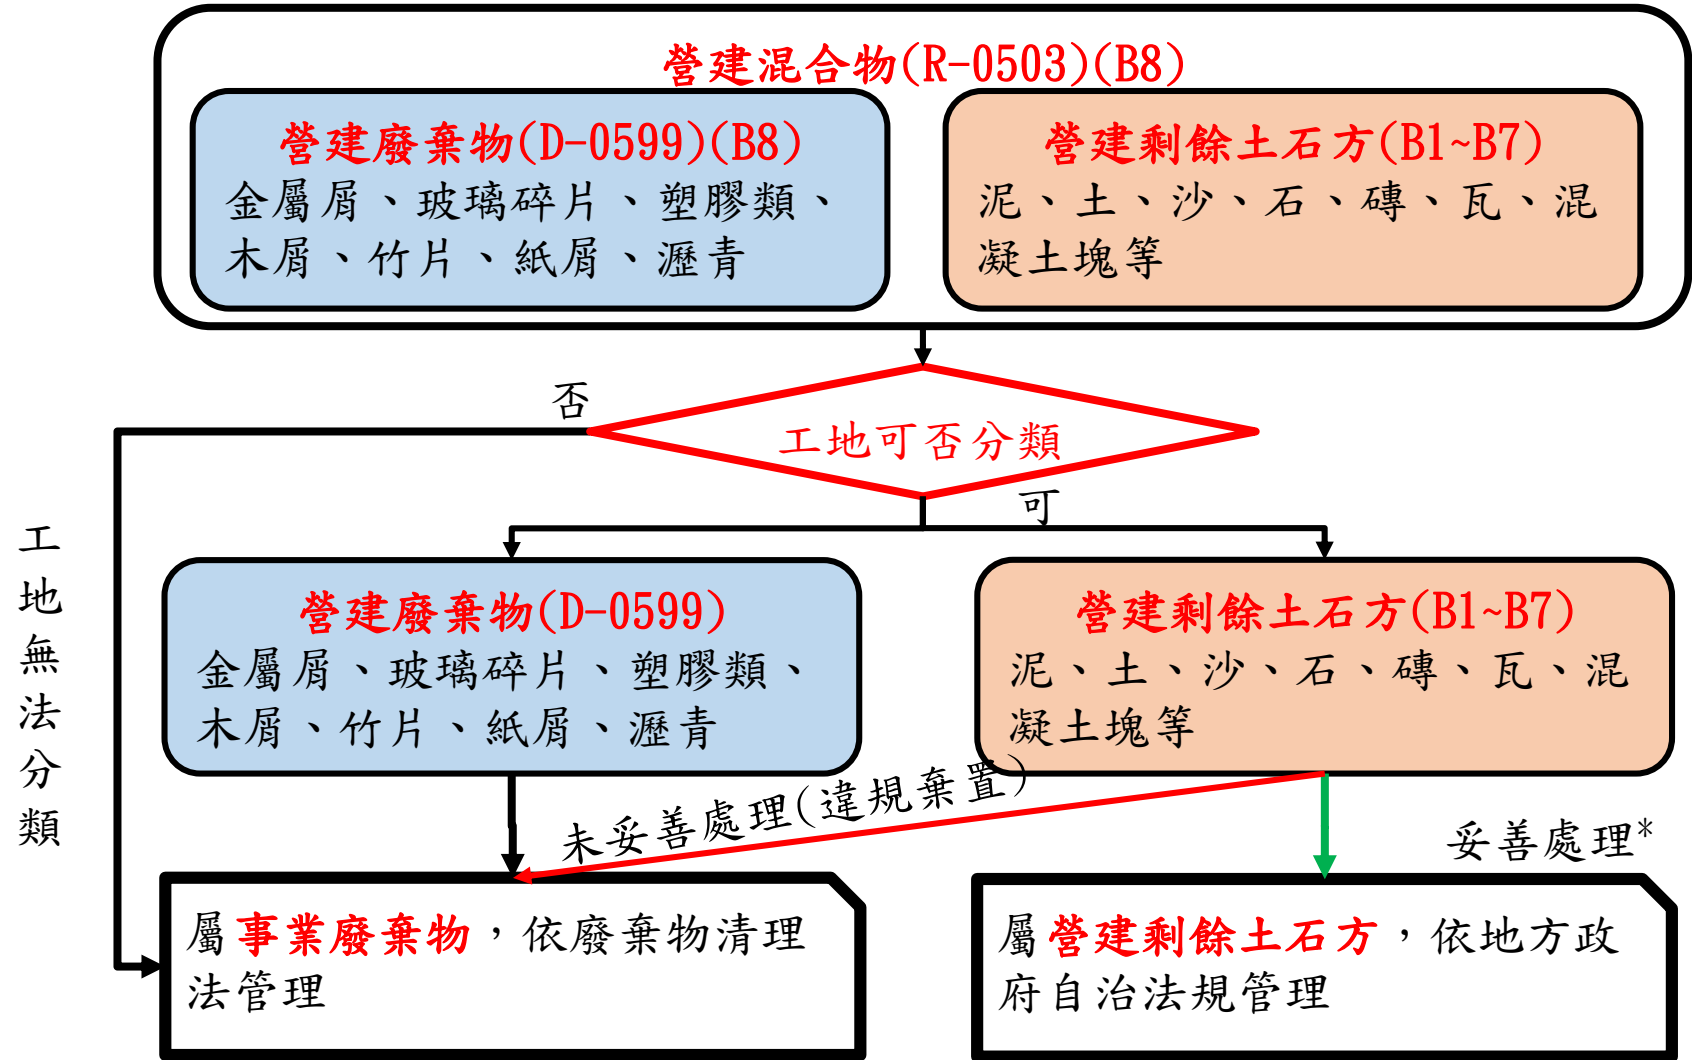 營建混合物(R-0503)(B8)
營建廢棄物(D-0599)(B8)
金屬屑、玻璃碎片、塑膠類、
木屑、竹片、紙屑、瀝青
營建剩餘土石方(B1~B7)
泥、土、沙、石、磚、瓦、混
凝土塊等
否
工地可否分類
可
工地無法分類
營建廢棄物(D-0599)
金屬屑、玻璃碎片、塑膠類、
木屑、竹片、紙屑、瀝青
營建剩餘土石方(B1~B7)
泥、土、沙、石、磚、瓦、混
凝土塊等
未妥善處理(違規棄置)
妥善處理*
屬事業廢棄物，依廢棄物清理
法管理
屬營建剩餘土石方，依地方政
府自治法規管理